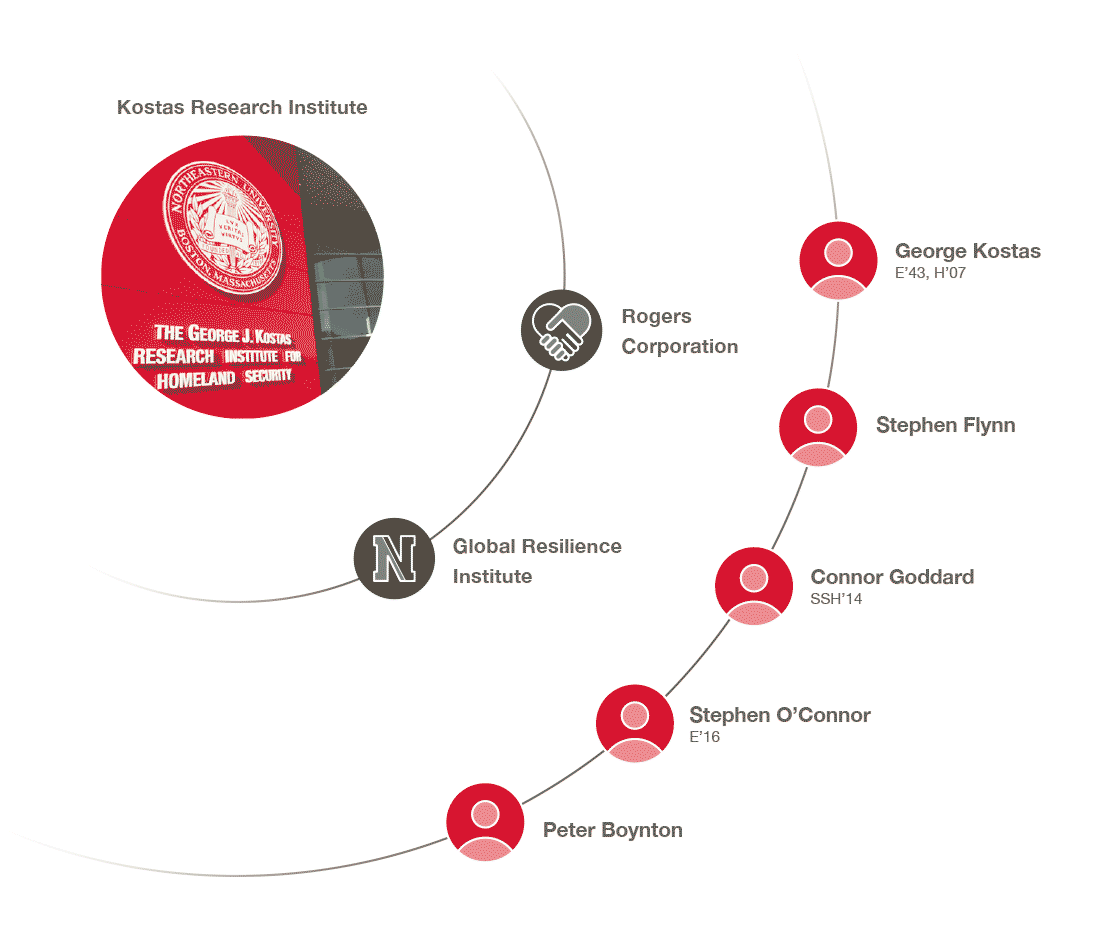 Kostas Research Institute
NORTHEASTERN UNIVERSITY
LVX
VERITAS
VIRTUS
BOSTON, MASSACHUSETTS
THE GEORGE J. KOSTAS
RESEARCH INSTITUTE FOR
HOMELAND SECURITY
Rogers
Corporation
N
Global Resilience
Institute
George Kostas
E’43, H’07
Stephen Flynn
Connor Goddard
SSH’14
Stephen O’Connor
E’16
Peter Boynton